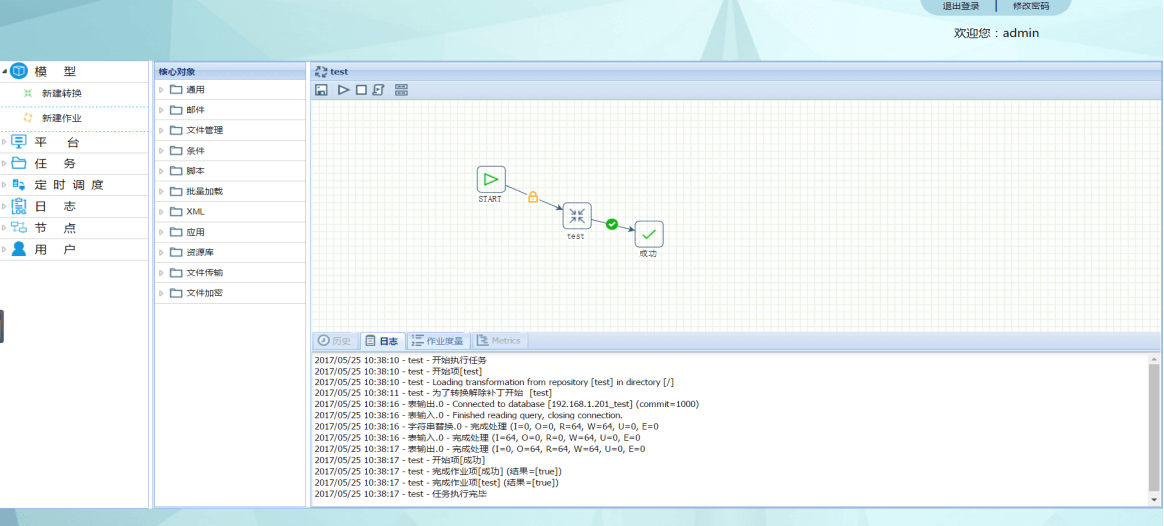 退出登录 修改密码
欢迎您：admin
模 型
新建转换
新建作业
平 台
任 务
定 时 调 度
LOG
日 志
节 点
用 户
核心对象
通用
邮件
文件管理
条件
脚本
批量加载
XML
应用
资源库
文件传输
文件加密
test
START
test
成功
历史 日志 作业度量 Metrics
2017/05/25 10:38:10 - test - 开始执行任务
2017/05/25 10:38:10 - test - 开始项[test]
2017/05/25 10:38:10 - test - Loading transformation from repository [test] in directory [/]
2017/05/25 10:38:11 - test - 为了转换解除补丁开始 [test]
2017/05/25 10:38:16 - 表输出.0 - Connected to database [192.168.1.201_test] (commit=1000)
2017/05/25 10:38:16 - 表输入.0 - Finished reading query, closing connection.
2017/05/25 10:38:16 - 字符串替换.0 - 完成处理 (I=0, O=0, R=64, W=64, U=0, E=0
2017/05/25 10:38:16 - 表输入.0 - 完成处理 (I=64, O=0, R=0, W=64, U=0, E=0
2017/05/25 10:38:17 - 表输出.0 - 完成处理 (I=0, O=64, R=64, W=64, U=0, E=0
2017/05/25 10:38:17 - test - 开始项[成功]
2017/05/25 10:38:17 - test - 完成作业项[成功] (结果=[true])
2017/05/25 10:38:17 - test - 完成作业项[test] (结果=[true])
2017/05/25 10:38:17 - test - 任务执行完毕